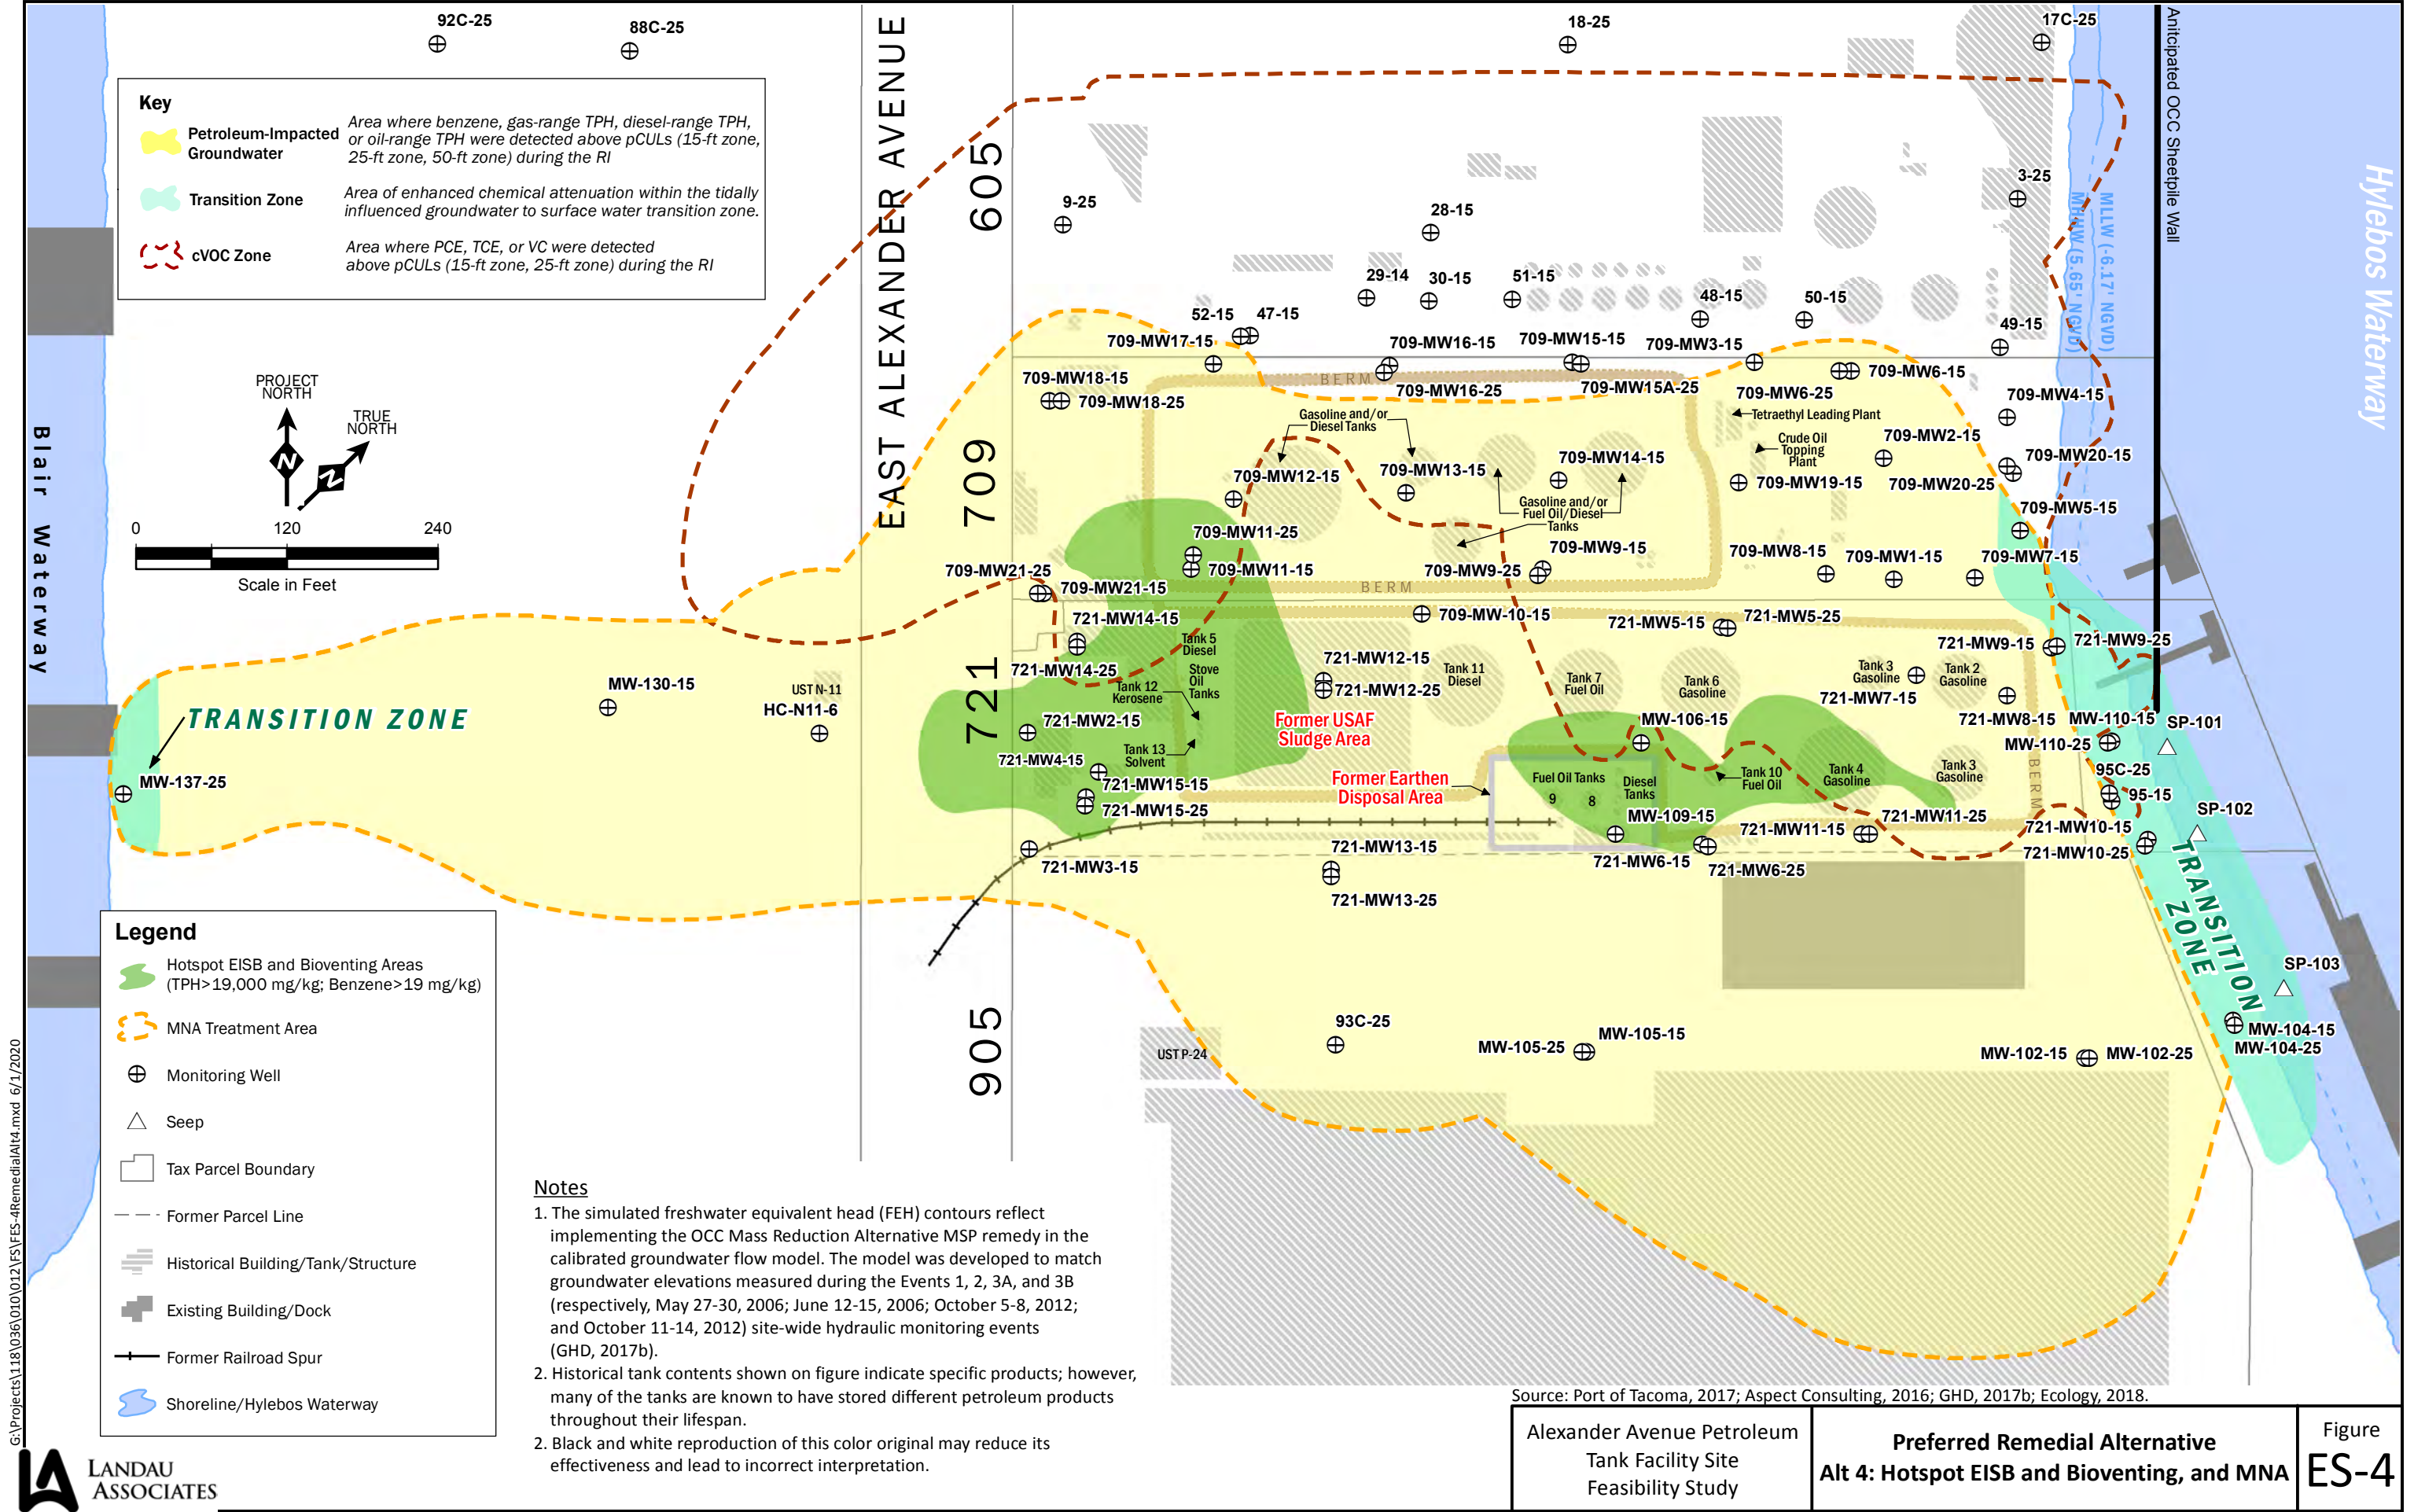 92C-25
88C-25
18-25
17C-25
Anitcipated OCC Sheetpile Wall
Key
Petroleum-Impacted
Groundwater
Area where benzene, gas-range TPH, diesel-range TPH,
or oil-range TPH were detected above pCULs (15-ft zone,
25-ft zone, 50-ft zone) during the RI
Transition Zone
Area of enhanced chemical attenuation within the tidally
influenced groundwater to surface water transition zone.
cVOC Zone
Area where PCE, TCE, or VC were detected
above pCULs (15-ft zone, 25-ft zone) during the RI
EAST ALEXANDER AVENUE
605
709
721
905
Hylebos Waterway
Blair Waterway
MHHW (5.65' NGVD)
MLLW (-6.17' NGVD)
9-25
28-15
3-25
29-14
30-15
51-15
48-15
50-15
49-15
52-15
47-15
709-MW17-15
709-MW16-15
709-MW15-15
709-MW3-15
709-MW18-15
709-MW18-25
BERM
709-MW16-25
709-MW15A-25
709-MW6-25
709-MW6-15
709-MW4-15
PROJECT
NORTH
N
TRUE
NORTH
N
0
120
240
Scale in Feet
Gasoline and/or
Diesel Tanks
Tetraethyl Leading Plant
Crude Oil
Topping
Plant
709-MW2-15
709-MW20-15
709-MW12-15
709-MW13-15
709-MW14-15
709-MW19-15
709-MW20-25
Gasoline and/or
Fuel Oil/Diesel
Tanks
709-MW5-15
709-MW11-25
709-MW11-15
709-MW9-15
709-MW9-25
709-MW8-15
709-MW1-15
709-MW7-15
709-MW21-25
709-MW21-15
BERM
709-MW-10-15
721-MW14-15
721-MW14-25
Tank 5
Diesel
Stove
Oil
Tanks
Tank 12
Kerosene
Tank 13
Solvent
721-MW12-15
721-MW12-25
Tank 11
Diesel
Tank 7
Fuel Oil
Tank 6
Gasoline
721-MW5-15
721-MW5-25
721-MW9-15
721-MW9-25
Tank 3
Gasoline
Tank 2
Gasoline
721-MW7-15
721-MW8-15
MW-110-15
MW-110-25
SP-101
MW-130-15
UST N-11
HC-N11-6
TRANSITION ZONE
MW-137-25
721-MW2-15
721-MW4-15
721-MW15-15
721-MW15-25
Former USAF
Sludge Area
Former Earthen
Disposal Area
MW-106-15
Fuel Oil Tanks
9
8
Diesel
Tanks
Tank 10
Fuel Oil
Tank 4
Gasoline
Tank 3
Gasoline
BERM
95C-25
95-15
SP-102
MW-109-15
721-MW11-15
721-MW11-25
721-MW10-15
721-MW10-25
721-MW3-15
721-MW13-15
721-MW13-25
721-MW6-15
721-MW6-25
TRANSITION
ZONE
SP-103
93C-25
MW-105-25
MW-105-15
MW-102-15
MW-102-25
MW-104-15
MW-104-25
UST P-24
Legend
Hotspot EISB and Bioventing Areas
(TPH>19,000 mg/kg; Benzene>19 mg/kg)
MNA Treatment Area
Monitoring Well
Seep
Tax Parcel Boundary
Former Parcel Line
Historical Building/Tank/Structure
Existing Building/Dock
Former Railroad Spur
Shoreline/Hylebos Waterway
Notes
1. The simulated freshwater equivalent head (FEH) contours reflect
implementing the OCC Mass Reduction Alternative MSP remedy in the
calibrated groundwater flow model. The model was developed to match
groundwater elevations measured during the Events 1, 2, 3A, and 3B
(respectively, May 27-30, 2006; June 12-15, 2006; October 5-8, 2012;
and October 11-14, 2012) site-wide hydraulic monitoring events
(GHD, 2017b).
2. Historical tank contents shown on figure indicate specific products; however,
many of the tanks are known to have stored different petroleum products
throughout their lifespan.
2. Black and white reproduction of this color original may reduce its
effectiveness and lead to incorrect interpretation.
Source: Port of Tacoma, 2017; Aspect Consulting, 2016; GHD, 2017b; Ecology, 2018.
G:\Projects\118\036\010\012\FS\FES-4RemedialAlt4.mxd 6/1/2020
LANDAU
ASSOCIATES
Alexander Avenue Petroleum
Tank Facility Site
Feasibility Study
Preferred Remedial Alternative
Alt 4: Hotspot EISB and Bioventing, and MNA
Figure
ES-4